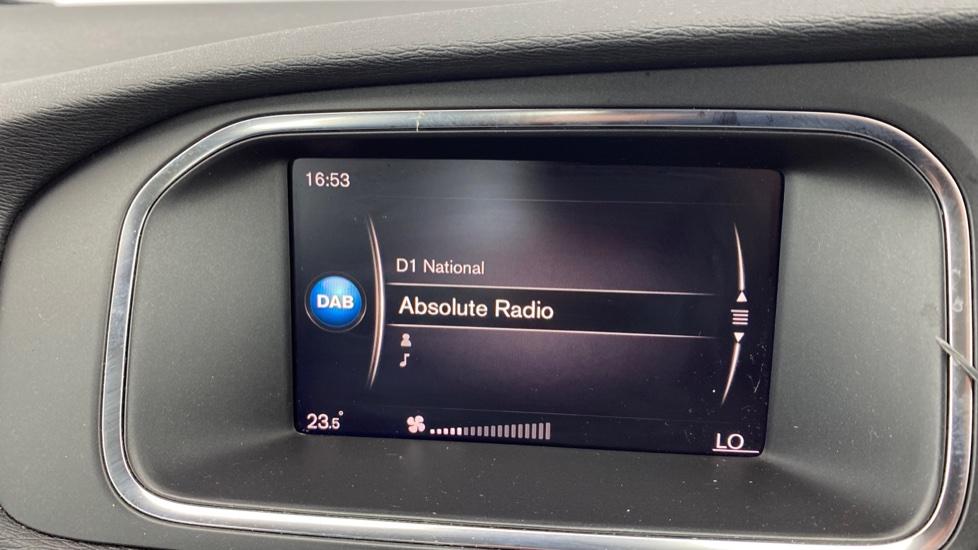 16:53
D1 National
DAB
Absolute Radio
23.5°
LO